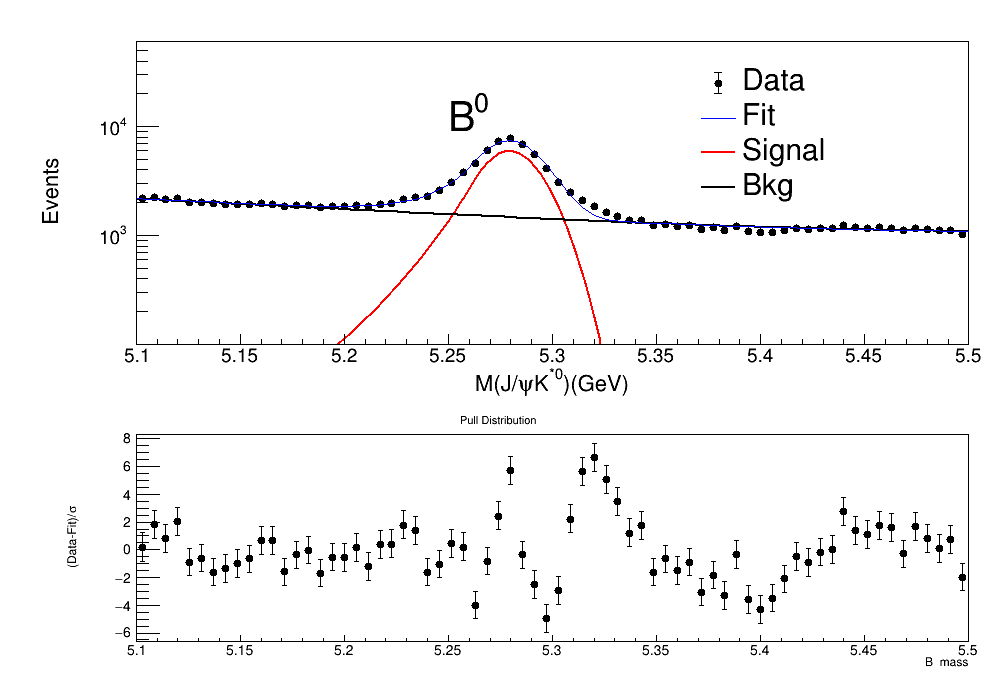 10^4
10^3
Events
B^0
Data
Fit
Signal
Bkg
5.1 5.15 5.2 5.25 5.3 5.35 5.4 5.45 5.5
M(J/ψK^{*0})(GeV)
Pull Distribution
8
6
4
2
0
−2
−4
−6
(Data-Fit)/σ
5.1 5.15 5.2 5.25 5.3 5.35 5.4 5.45 5.5
B mass